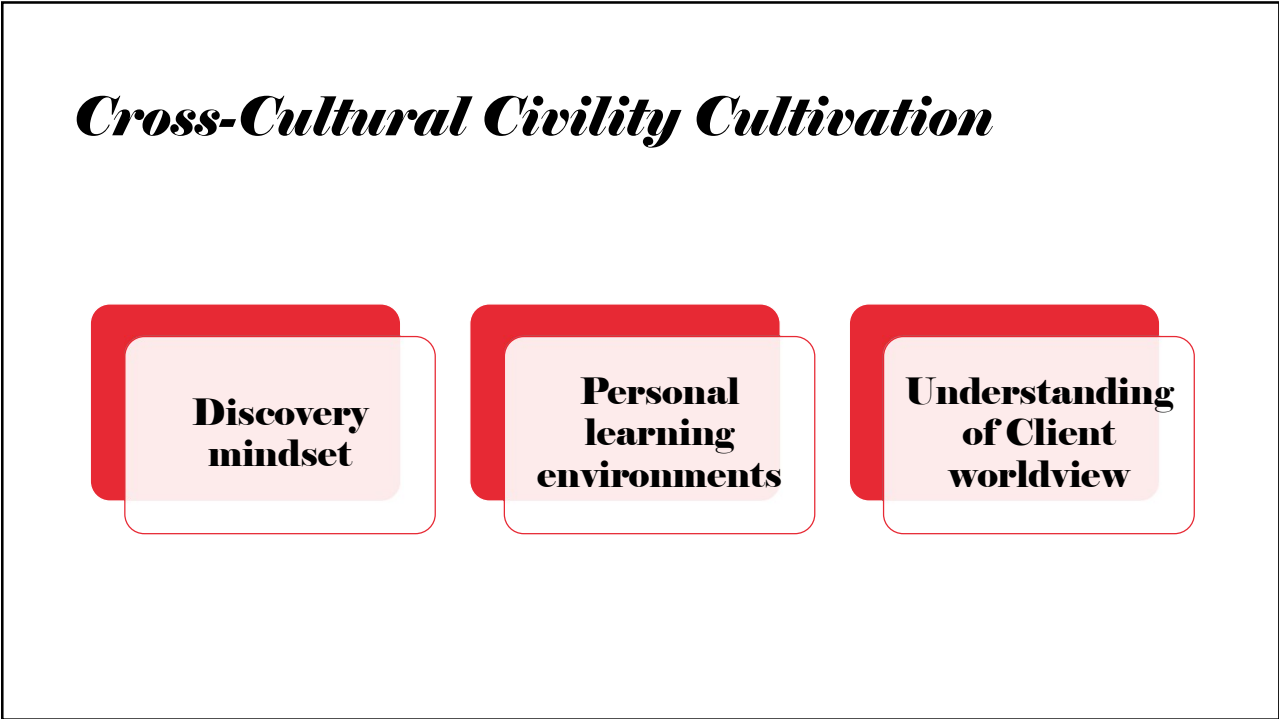 Cross-Cultural Civility Cultivation
Discovery
mindset
Personal
learning
environments
Understanding
of Client
worldview